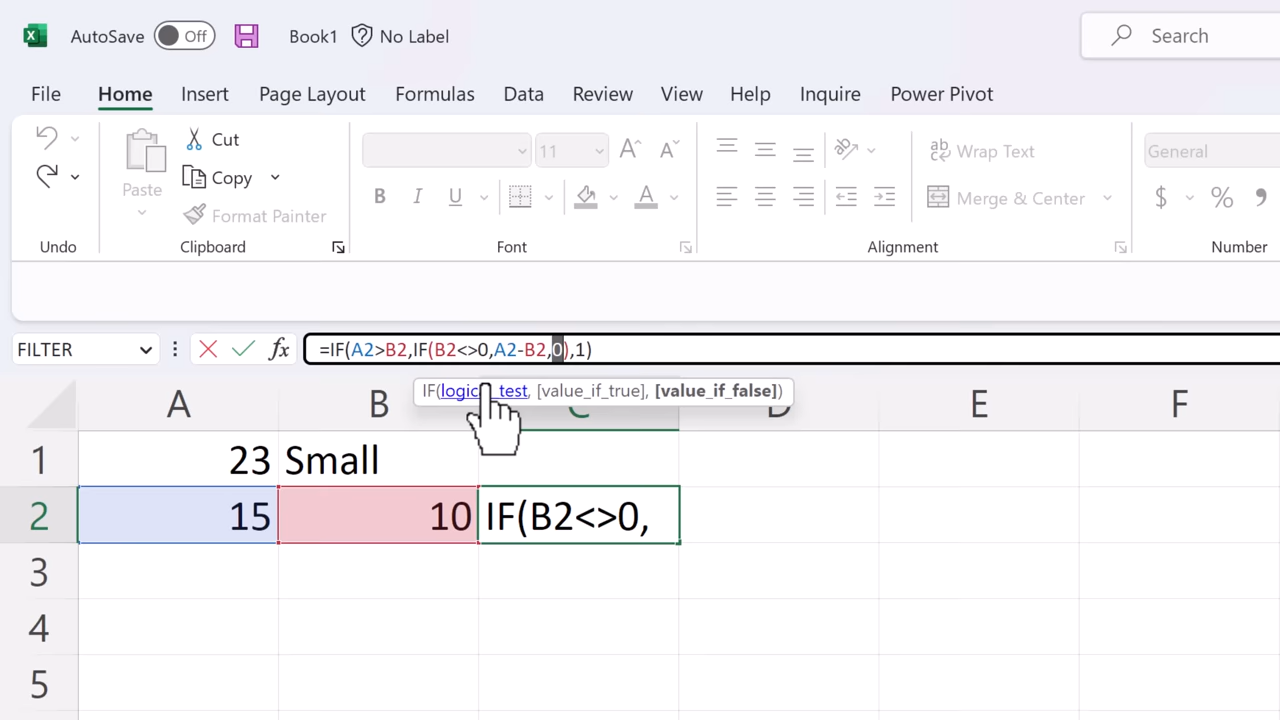 AutoSave Off Book1 No Label Search
File Home Insert Page Layout Formulas Data Review View Help Inquire Power Pivot
Cut 11 Wrap Text General
Paste Copy B I U Merge & Center $ % 9
Format Painter
Undo Clipboard Font Alignment Number
FILTER fx =IF(A2>B2,IF(B2<>0,A2-B2,0),1)
IF(logical_test, [value_if_true], [value_if_false])
A B C D E F
1 23 Small
2 15 10 IF(B2<>0,
3
4
5